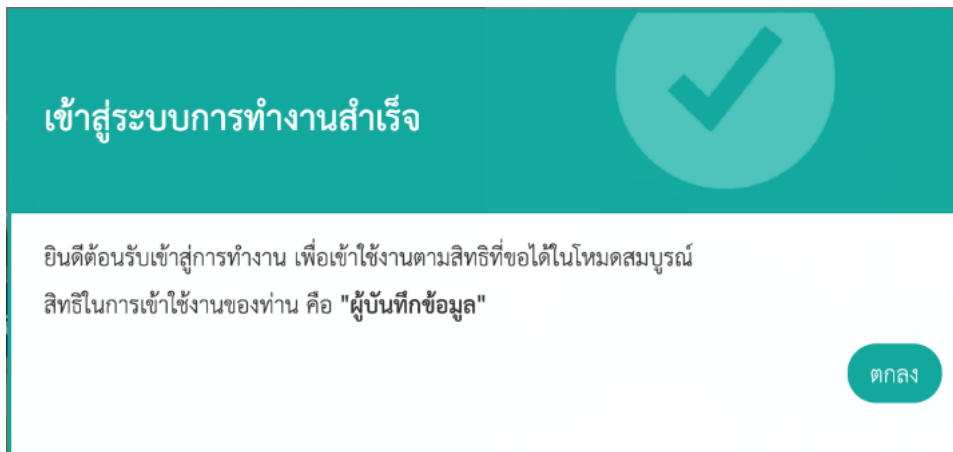 เข้าสู่ระบบการทำงานสำเร็จ
ยินดีต้อนรับเข้าสู่การทำงาน เพื่อเข้าใช้งานตามสิทธิที่ขอได้ในโหมดสมบูรณ์
สิทธิในการเข้าใช้งานของท่าน คือ "ผู้บันทึกข้อมูล"
ตกลง